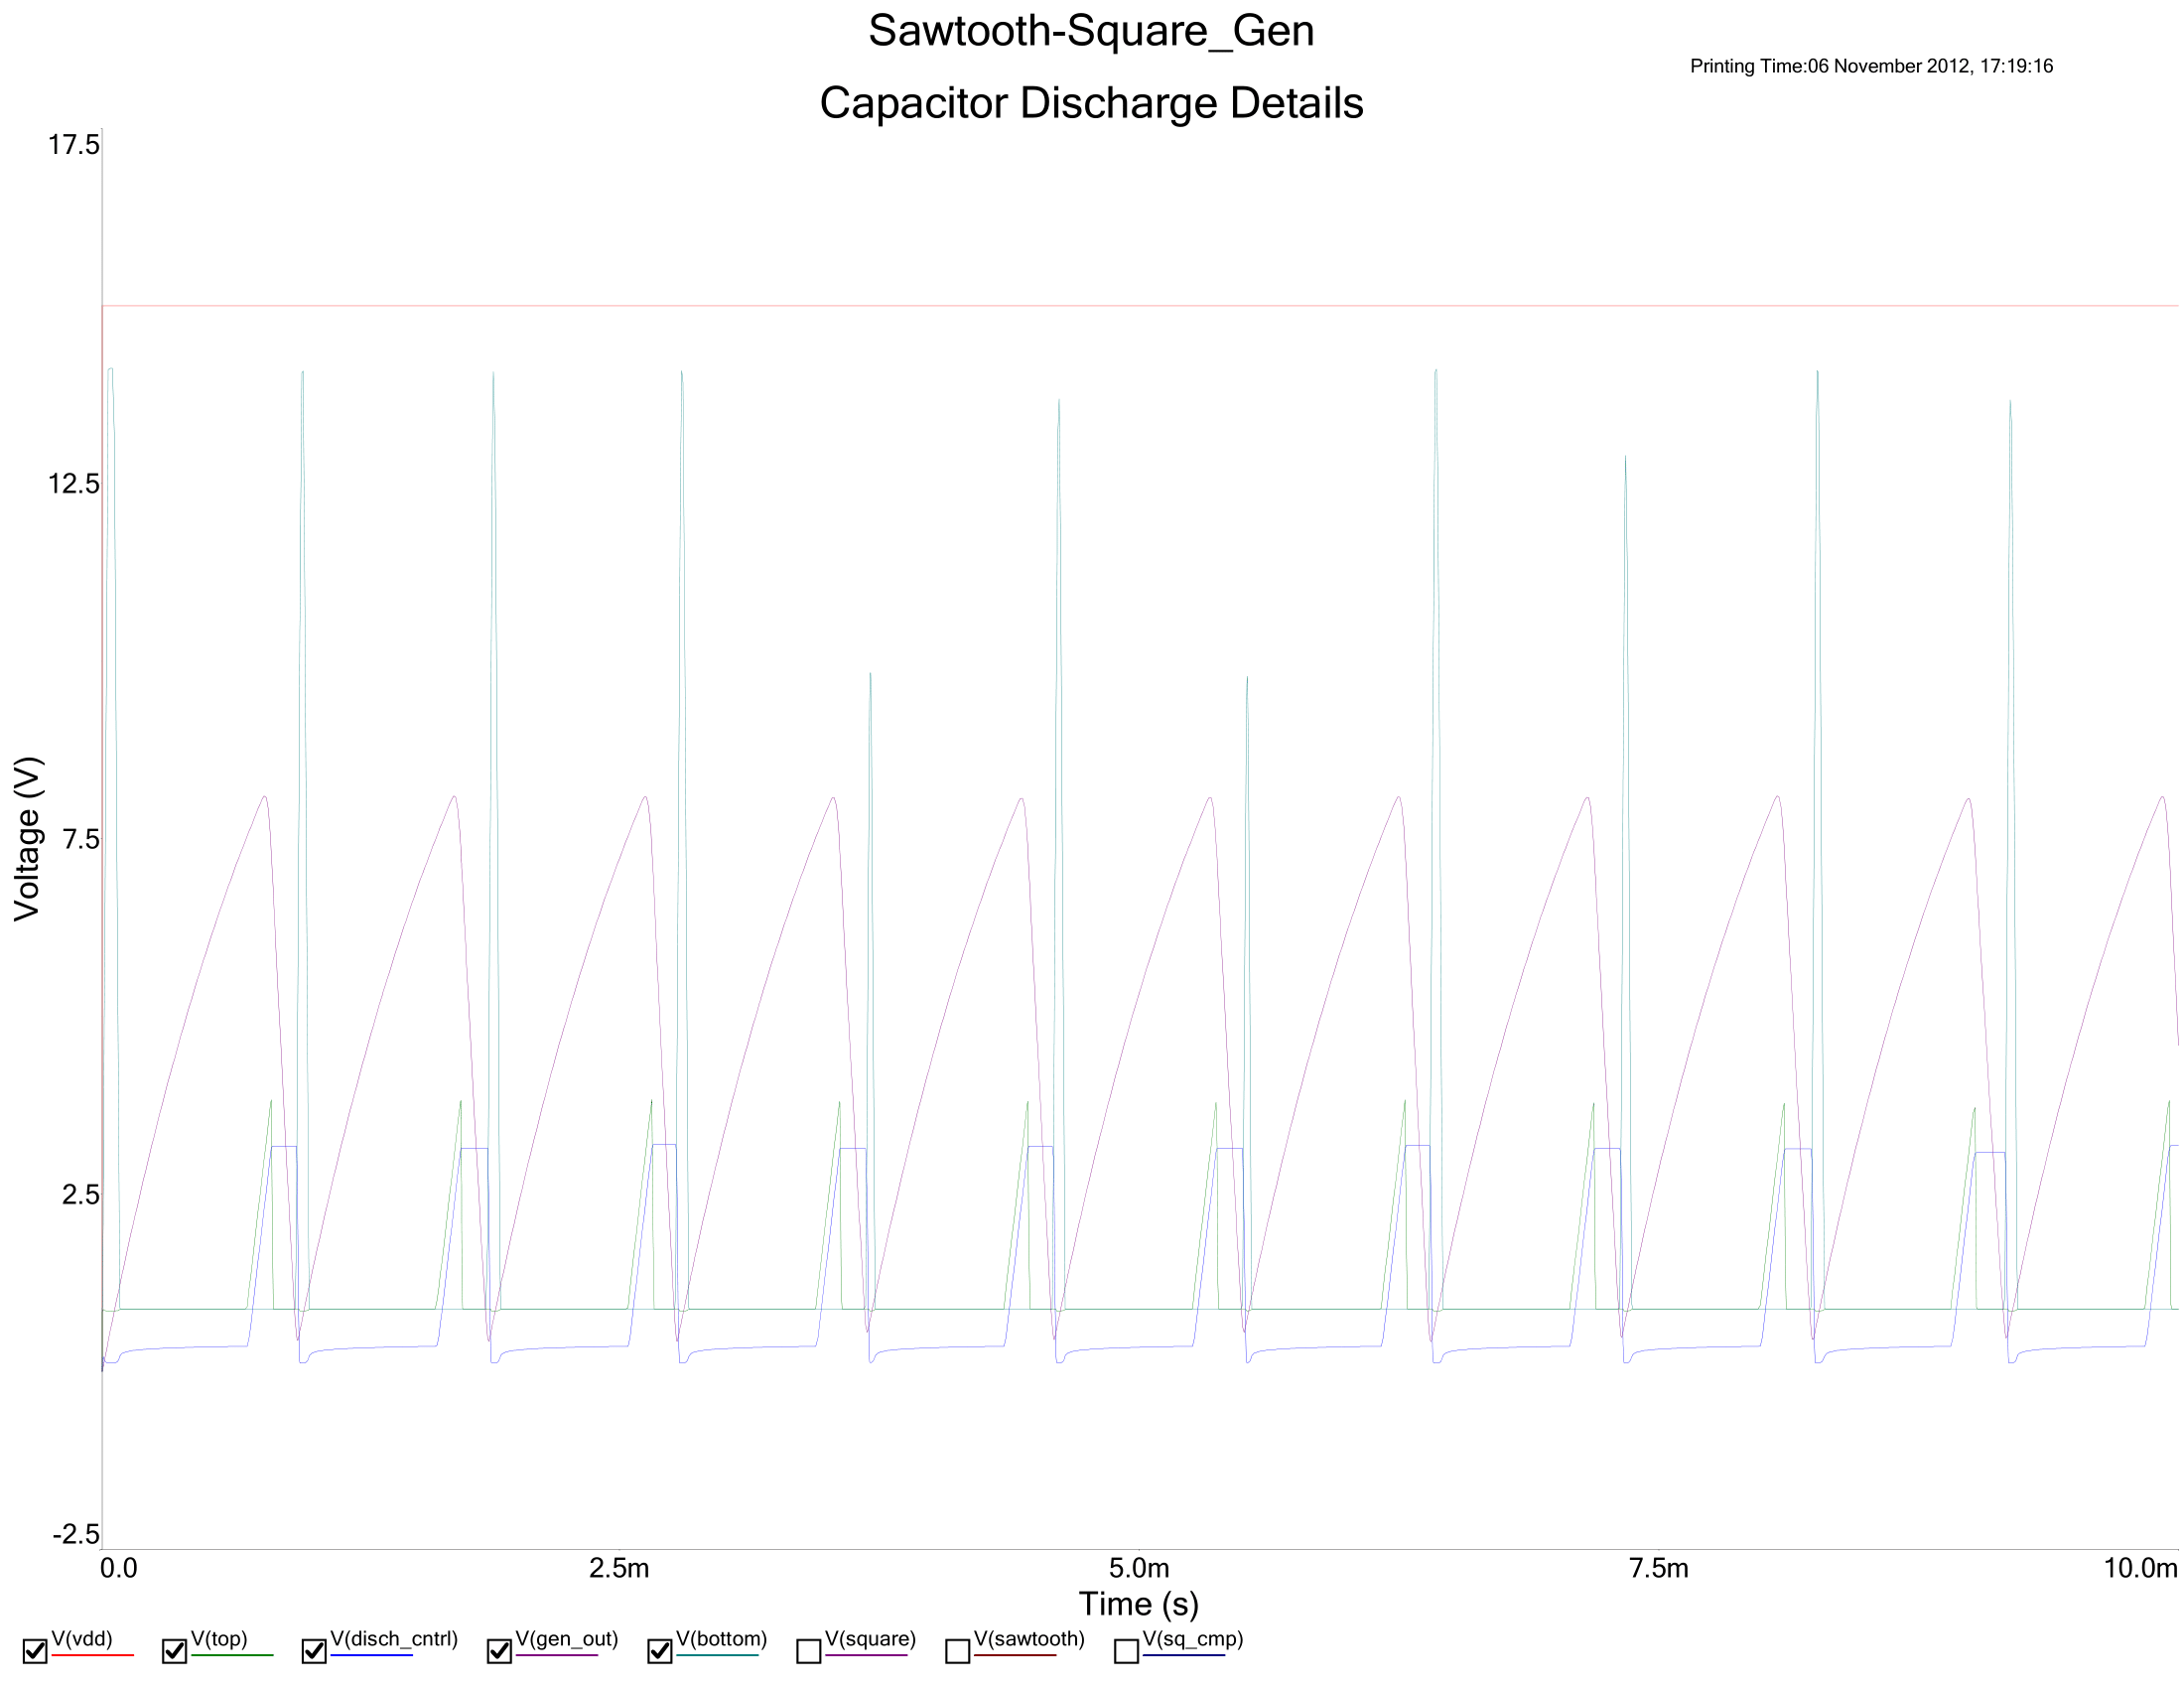 Sawtooth-Square_Gen
Printing Time:06 November 2012, 17:19:16
Capacitor Discharge Details
17.5
12.5
7.5
2.5
-2.5
Voltage (V)
0.0 2.5m 5.0m 7.5m 10.0m
Time (s)
V(vdd) V(top) V(disch_cntrl) V(gen_out) V(bottom) V(square) V(sawtooth) V(sq_cmp)